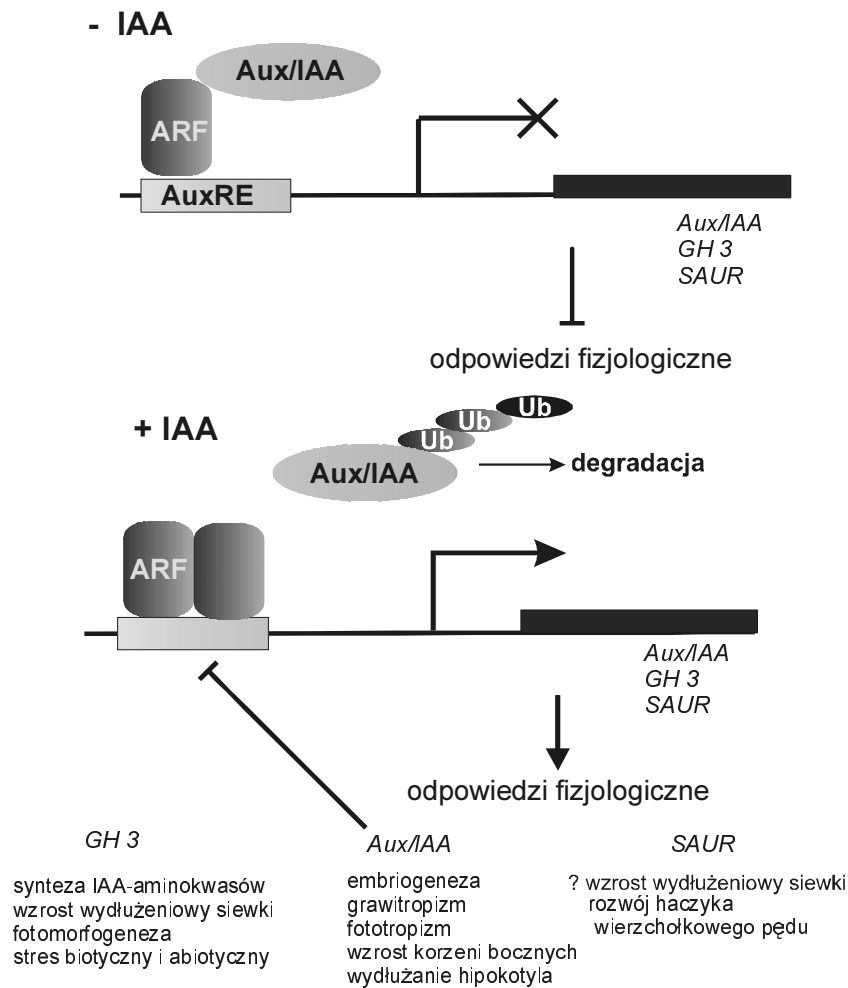 - IAA
Aux/IAA
ARF
AuxRE
Aux/IAA
GH 3
SAUR
odpowiedzi fizjologiczne
+ IAA
Ub
Ub
Ub
Aux/IAA
degradacja
ARF
Aux/IAA
GH 3
SAUR
odpowiedzi fizjologiczne
GH 3
synteza IAA-aminokwasów
wzrost wydłużeniowy siewki
fotomorfogeneza
stres biotyczny i abiotyczny
Aux/IAA
embriogeneza
grawitropizm
fototropizm
wzrost korzeni bocznych
wydłużanie hipokotyla
SAUR
? wzrost wydłużeniowy siewki
rozwój haczyka
wierzchołkowego pędu